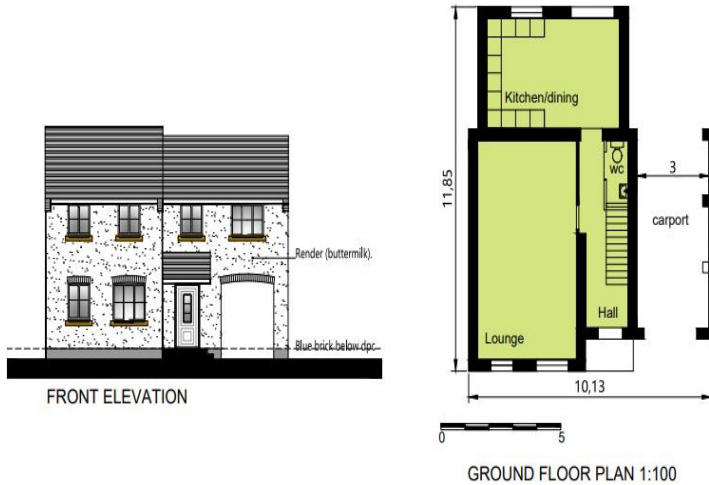 Render (buttermilk).
Blue brick below dpc
FRONT ELEVATION
Kitchen/dining
wc
3
11,85
carport
Hall
Lounge
10,13
0 5
GROUND FLOOR PLAN 1:100